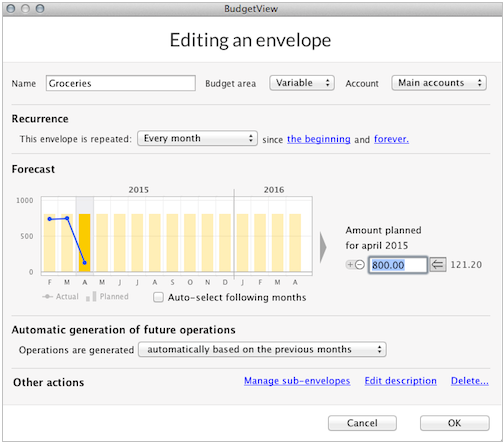 BudgetView
Editing an envelope
Name Groceries Budget area Variable Account Main accounts
Recurrence
This envelope is repeated: Every month since the beginning and forever.
Forecast
2015 2016
1000
500
0
F M A M J J A S O N D J F M A
Actual Planned Auto-select following months
Amount planned
for april 2015
800.00 121.20
Automatic generation of future operations
Operations are generated automatically based on the previous months
Other actions Manage sub-envelopes Edit description Delete...
Cancel OK